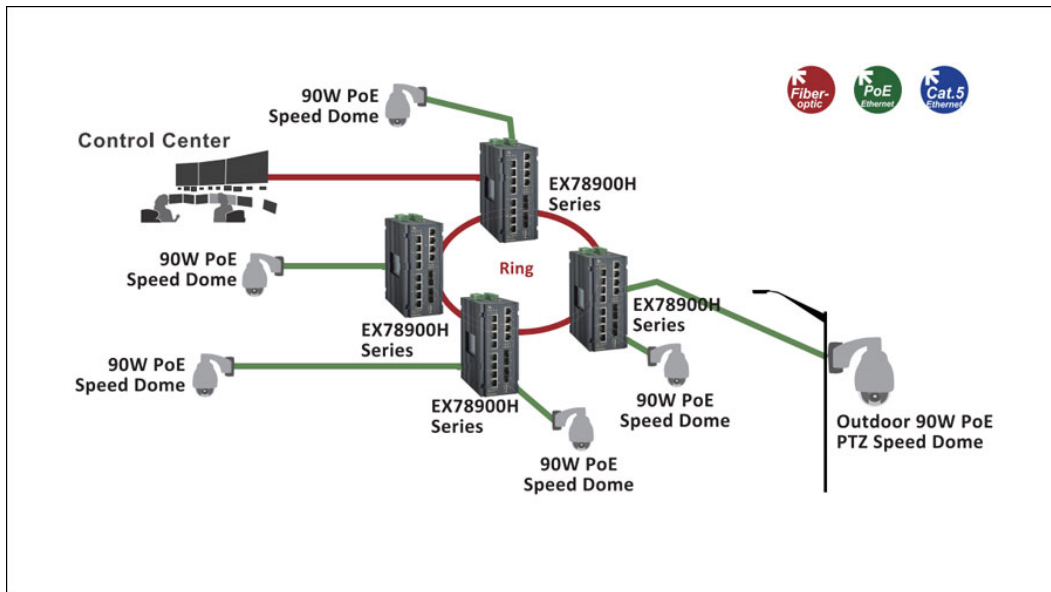 90W PoE
Speed Dome
Fiber-
optic
PoE
Ethernet
Cat.5
Ethernet
Control Center
EX78900H
Series
90W PoE
Speed Dome
Ring
EX78900H
Series
EX78900H
Series
90W PoE
Speed Dome
EX78900H
Series
90W PoE
Speed Dome
Outdoor 90W PoE
PTZ Speed Dome
90W PoE
Speed Dome